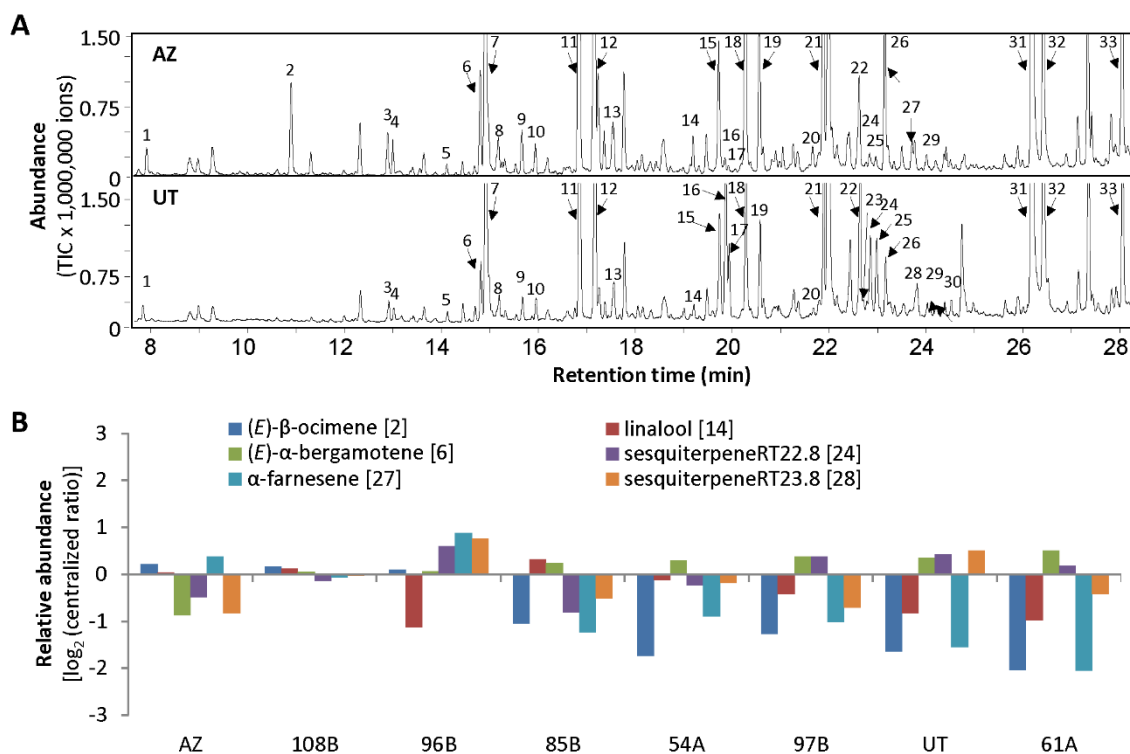 A
Abundance
(TIC x 1,000,000 ions)
1.50
0.75
0
AZ
1 2 3 4 5 6 7 8 9 10 11 12 13 14 15 16 17 18 19 20 21 22 24 25 26 27 29 31 32 33
1.50
0.75
0
UT
1 3 4 5 6 7 8 9 10 11 12 13 14 15 16 17 18 19 20 21 22 23 24 25 26 28 29 30 31 32 33
8 10 12 14 16 18 20 22 24 26 28
Retention time (min)
B
Relative abundance
[log2 (centralized ratio)]
3
2
1
0
-1
-2
-3
(E)-β-ocimene [2]
(E)-α-bergamotene [6]
α-farnesene [27]
linalool [14]
sesquiterpeneRT22.8 [24]
sesquiterpeneRT23.8 [28]
AZ 108B 96B 85B 54A 97B UT 61A